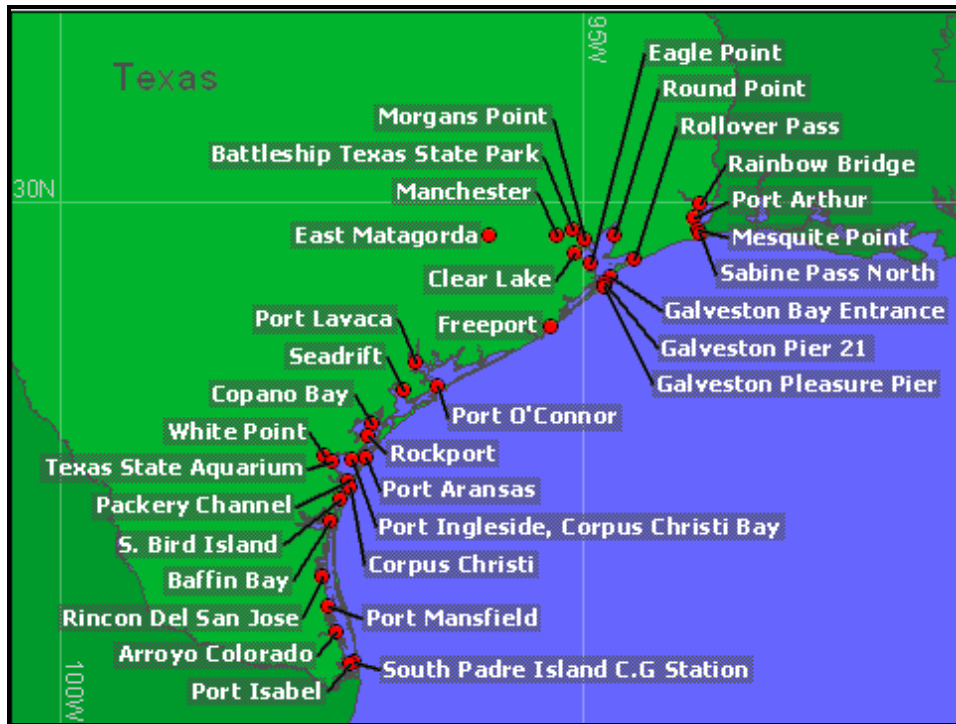 95W
Eagle Point
Texas
Round Point
Morgans Point
Rollover Pass
Battleship Texas State Park
Rainbow Bridge
30N
Manchester
Port Arthur
East Matagorda
Mesquite Point
Clear Lake
Sabine Pass North
Galveston Bay Entrance
Port Lavaca
Freeport
Galveston Pier 21
Seadrift
Galveston Pleasure Pier
Copano Bay
Port O'Connor
White Point
Rockport
Texas State Aquarium
Port Aransas
Packery Channel
Port Ingleside, Corpus Christi Bay
S. Bird Island
Corpus Christi
Baffin Bay
Rincon Del San Jose
Port Mansfield
Arroyo Colorado
South Padre Island C.G Station
Port Isabel
100W